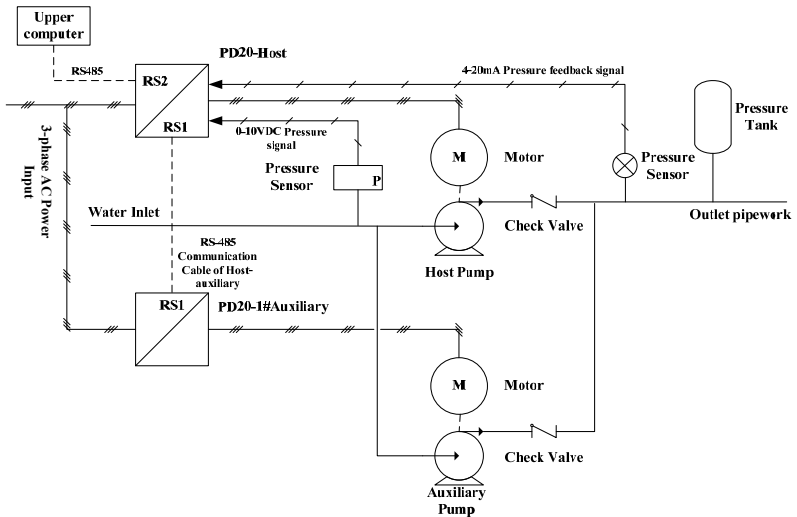 Upper
computer
RS485
PD20-Host
RS2
RS1
4-20mA Pressure feedback signal
0-10VDC Pressure
signal
3-phase AC Power
Input
Pressure
Sensor
P
M
Motor
Pressure
Sensor
Pressure
Tank
Water Inlet
Check Valve
Outlet pipework
RS-485
Communication
Cable of Host-
auxiliary
Host Pump
RS1
PD20-1#Auxiliary
M
Motor
Check Valve
Auxiliary
Pump